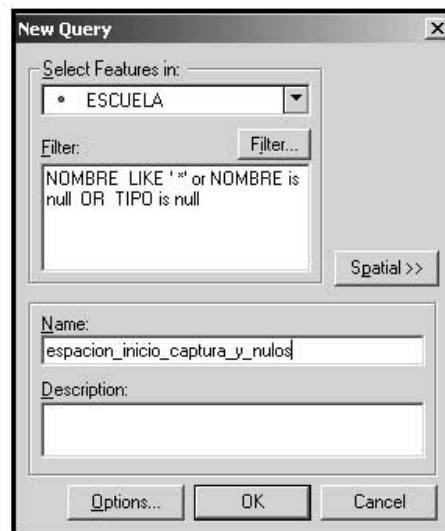 New Query
Select Features in:
ESCUELA
Filter:
Filter...
NOMBRE LIKE ' *' or NOMBRE is
null OR TIPO is null
Spatial >>
Name:
espacion_inicio_captura_y_nulos
Description:
Options...
OK
Cancel